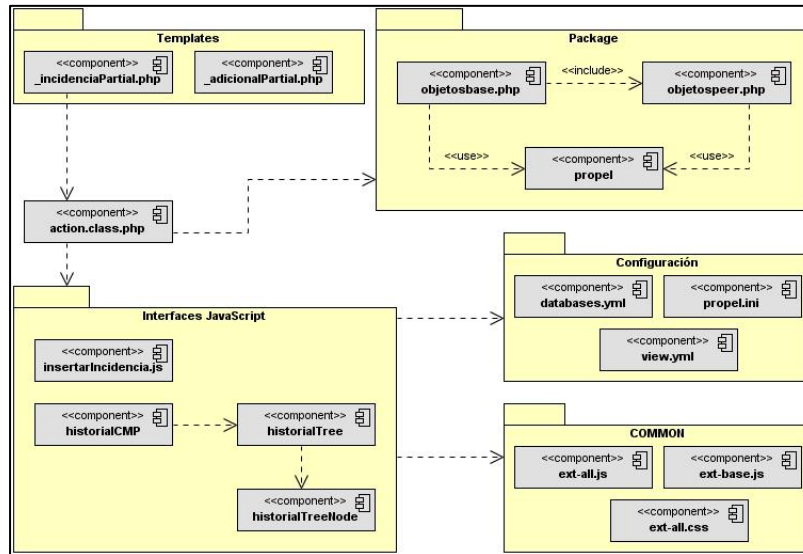 Templates
<<component>>
_incidenciaPartial.php
<<component>>
_adicionalPartial.php
Package
<<component>>
objetosbase.php
<<include>>
<<component>>
objetospeer.php
<<use>>
<<use>>
<<component>>
propel
<<component>>
action.class.php
Interfaces JavaScript
<<component>>
insertarIncidencia.js
<<component>>
historialCMP
<<component>>
historialTree
<<component>>
historialTreeNode
Configuración
<<component>>
databases.yml
<<component>>
propel.ini
<<component>>
view.yml
COMMON
<<component>>
ext-all.js
<<component>>
ext-base.js
<<component>>
ext-all.css